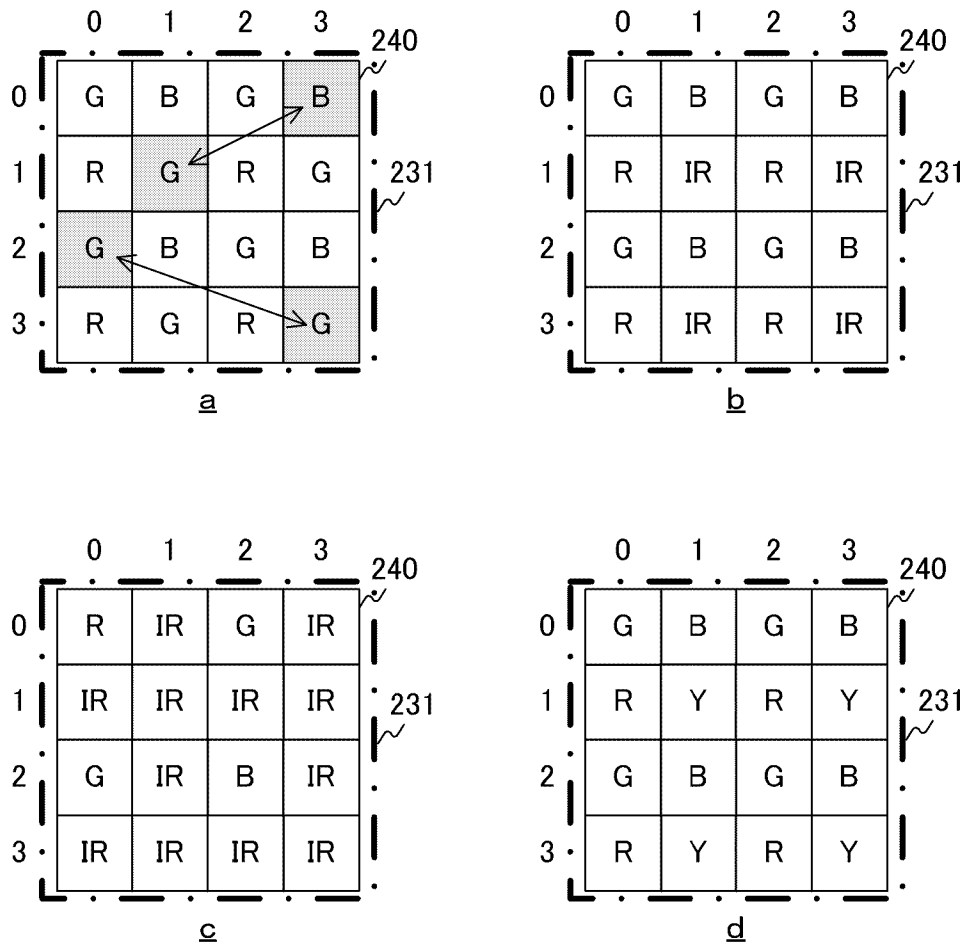 0 1 2 3
240
0 G B G B
1 R G R G
231
2 G B G B
3 R G R G
a
0 1 2 3
240
0 G B G B
1 R IR R IR
231
2 G B G B
3 R IR R IR
b
0 1 2 3
240
0 R IR G IR
1 IR IR IR IR
231
2 G IR B IR
3 IR IR IR IR
c
0 1 2 3
240
0 G B G B
1 R Y R Y
231
2 G B G B
3 R Y R Y
d